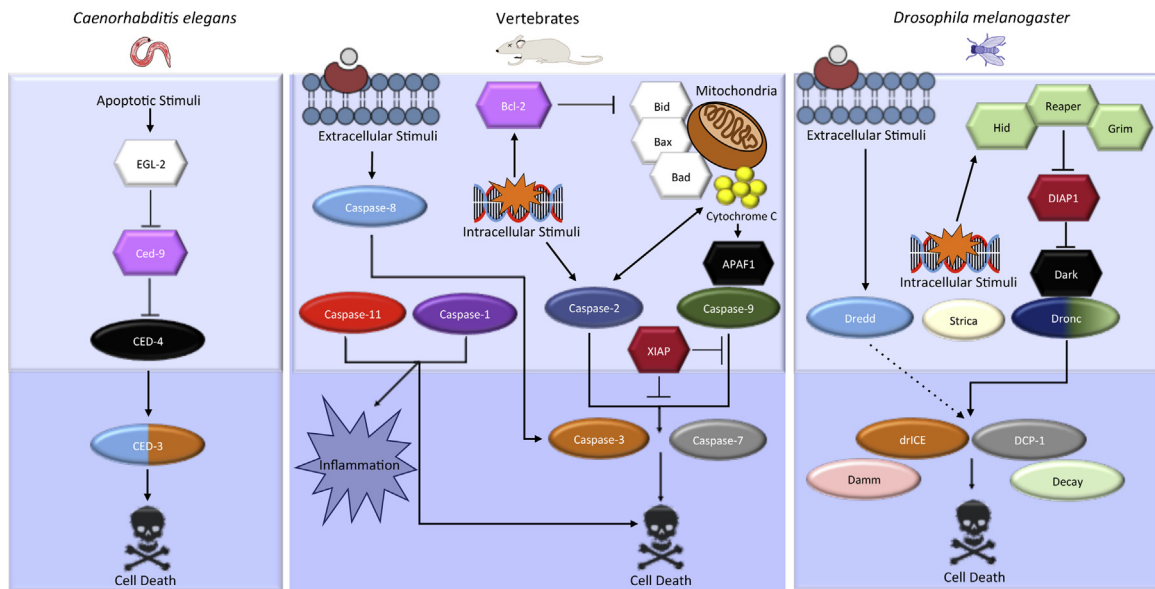 Caenorhabditis elegans
Apoptotic Stimuli
EGL-2
Ced-9
CED-4
CED-3
Cell Death
Vertebrates
Extracellular Stimuli
Bcl-2
Bid
Bax
Bad
Mitochondria
Cytochrome C
Caspase-8
Intracellular Stimuli
APAF1
Caspase-11
Caspase-1
Caspase-2
Caspase-9
XIAP
Inflammation
Caspase-3
Caspase-7
Cell Death
Drosophila melanogaster
Extracellular Stimuli
Hid
Reaper
Grim
DIAP1
Intracellular Stimuli
Dark
Dredd
Strica
Dronc
drICE
DCP-1
Damm
Decay
Cell Death